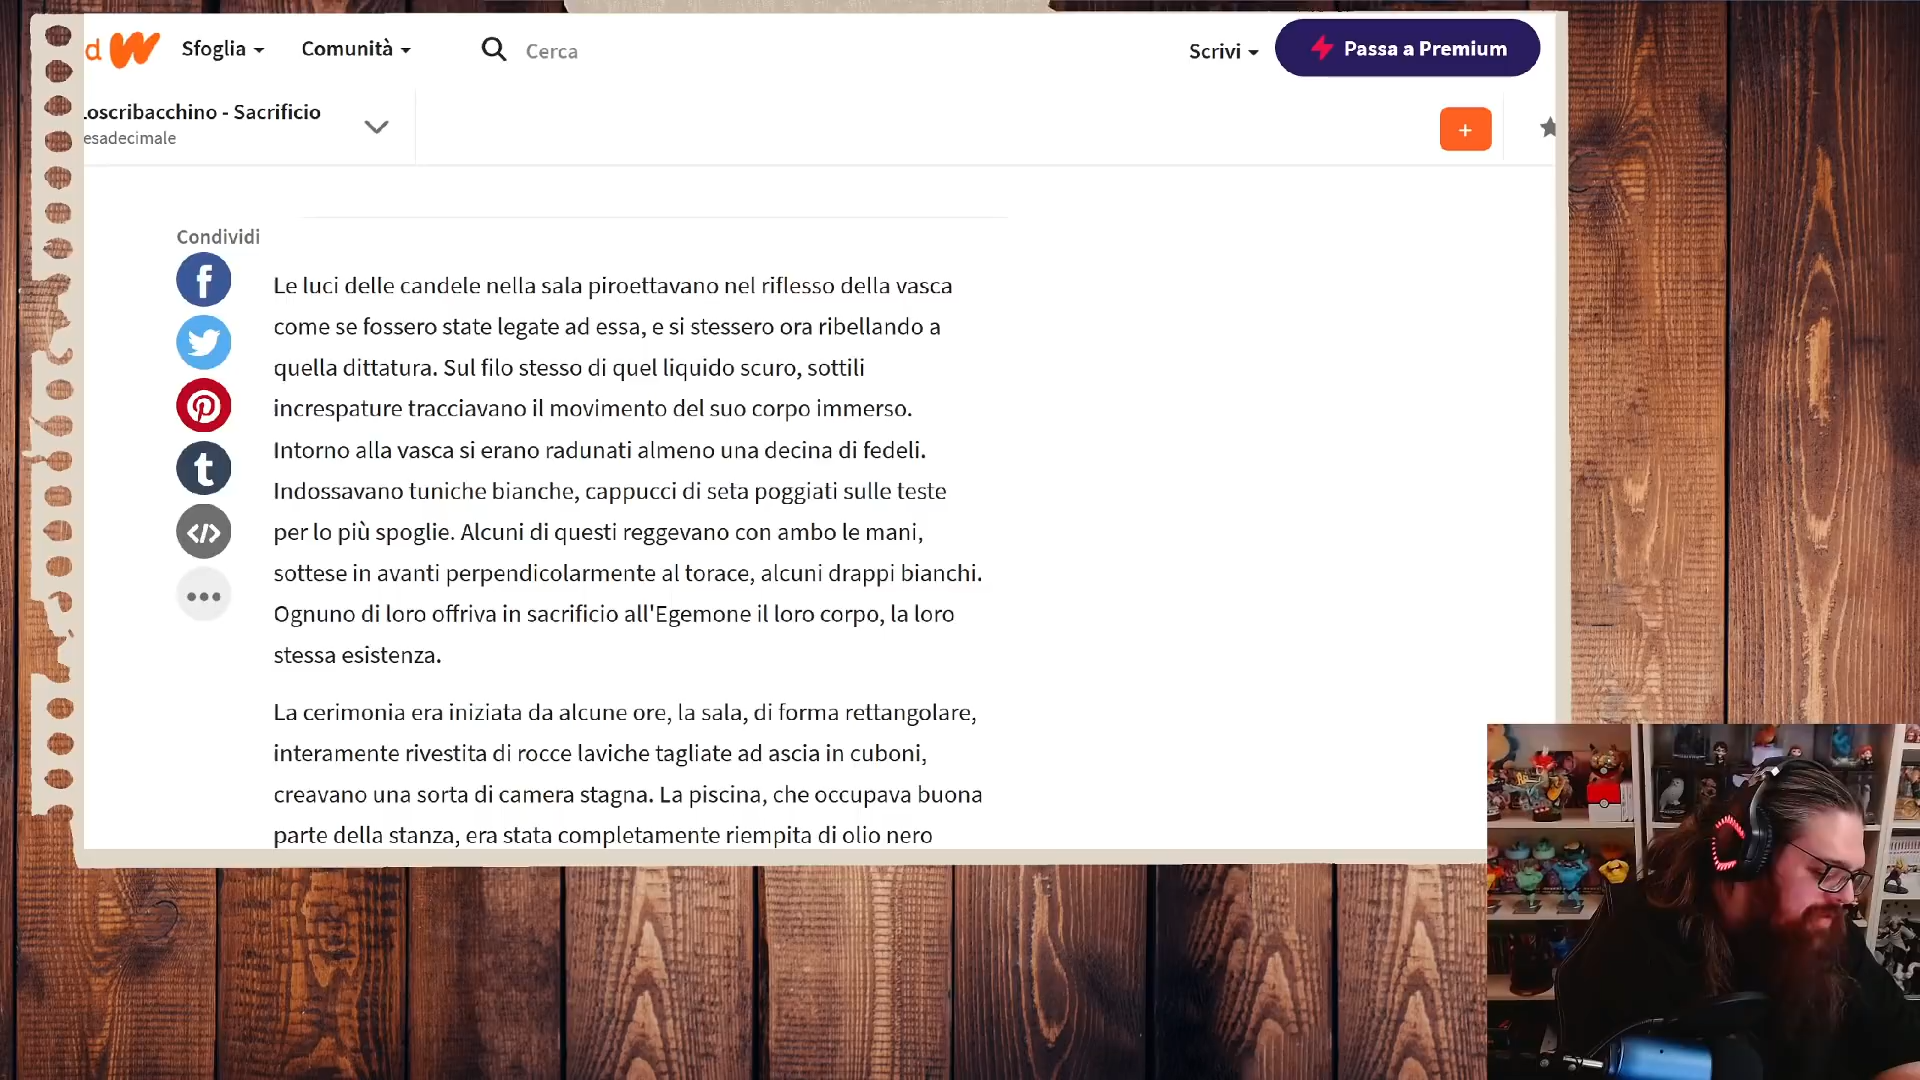 d
Sfoglia
Comunità
Cerca
Scrivi
Passa a Premium
Loscribacchino - Sacrificio
esadecimale
+
Condividi
Le luci delle candele nella sala piroettavano nel riflesso della vasca
come se fossero state legate ad essa, e si stessero ora ribellando a
quella dittatura. Sul filo stesso di quel liquido scuro, sottili
increspature tracciavano il movimento del suo corpo immerso.
Intorno alla vasca si erano radunati almeno una decina di fedeli.
Indossavano tuniche bianche, cappucci di seta poggiati sulle teste
per lo più spoglie. Alcuni di questi reggevano con ambo le mani,
sottese in avanti perpendicolarmente al torace, alcuni drappi bianchi.
Ognuno di loro offriva in sacrificio all'Egemone il loro corpo, la loro
stessa esistenza.
La cerimonia era iniziata da alcune ore, la sala, di forma rettangolare,
interamente rivestita di rocce laviche tagliate ad ascia in cuboni,
creavano una sorta di camera stagna. La piscina, che occupava buona
parte della stanza, era stata completamente riempita di olio nero